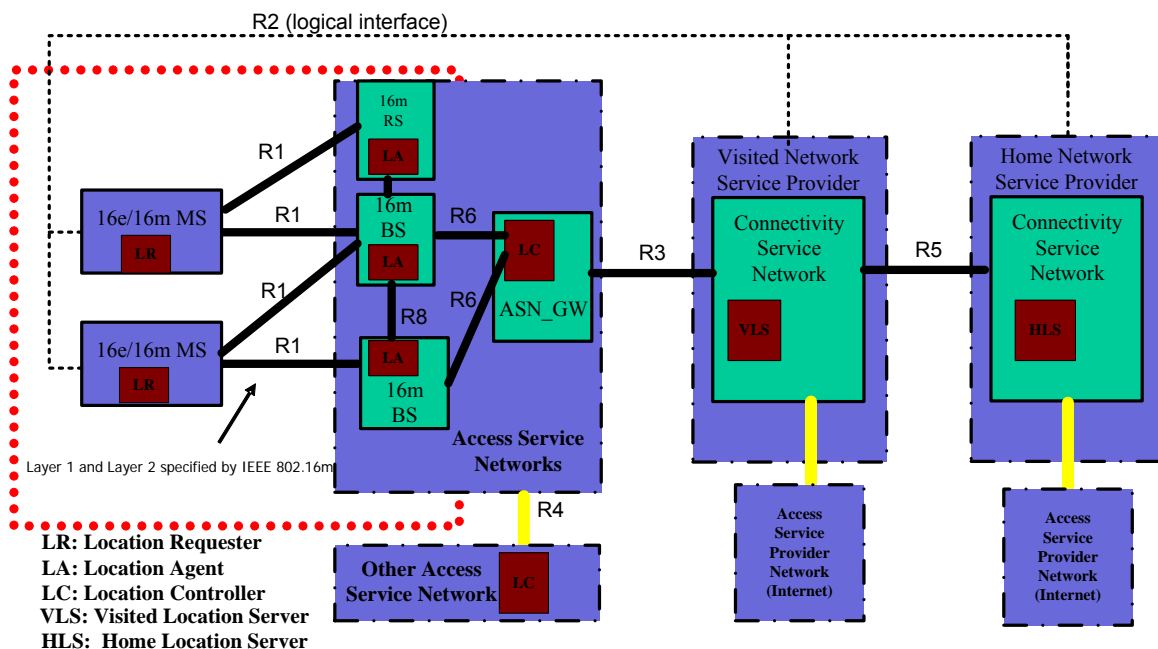 R2 (logical interface)
16m
RS
LA
R1
16e/16m MS
LR
R1
16m
BS
LA
R6
LC
ASN_GW
R3
Visited Network
Service Provider
Connectivity
Service
Network
VLS
R5
Home Network
Service Provider
Connectivity
Service
Network
HLS
R1
R8
R6
16e/16m MS
LR
R1
LA
16m
BS
Access Service
Networks
Layer 1 and Layer 2 specified by IEEE 802.16m
R4
Other Access
Service Network
LC
Access
Service
Provider
Network
(Internet)
Access
Service
Provider
Network
(Internet)
LR: Location Requester
LA: Location Agent
LC: Location Controller
VLS: Visited Location Server
HLS: Home Location Server